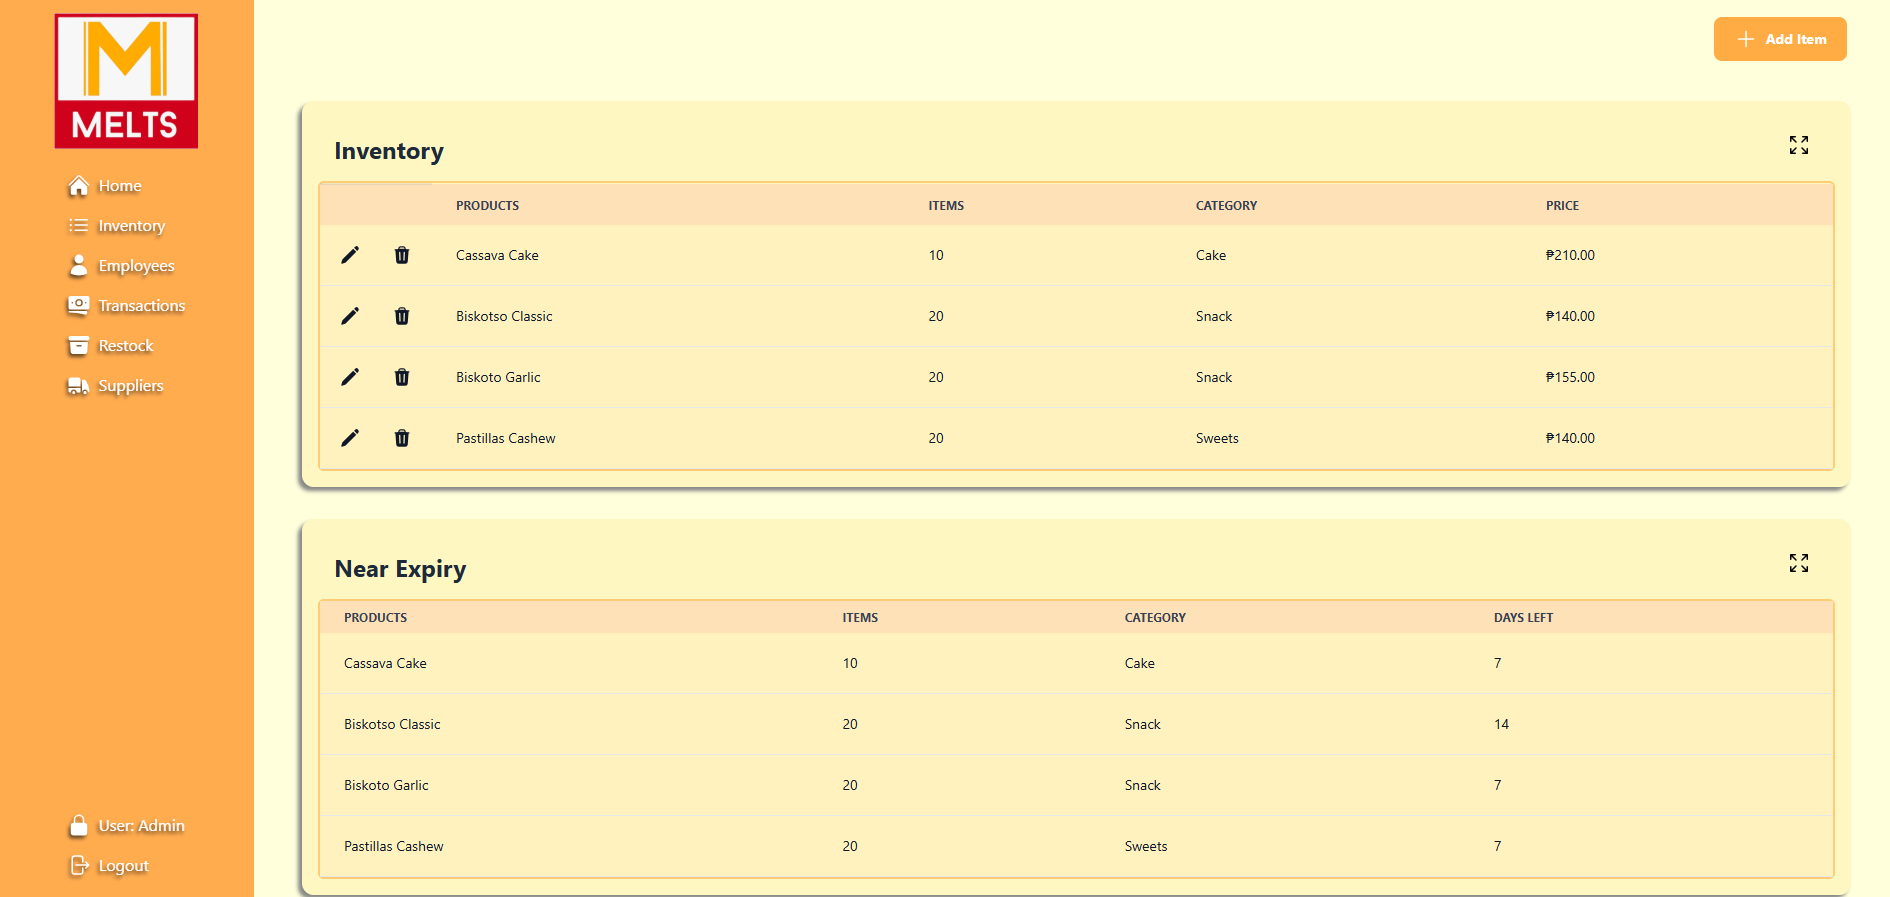 M
MELTS
Home
Inventory
Employees
Transactions
Restock
Suppliers
User: Admin
Logout
Add Item
Inventory
PRODUCTS ITEMS CATEGORY PRICE
Cassava Cake 10 Cake ₱210.00
Biskotso Classic 20 Snack ₱140.00
Biskoto Garlic 20 Snack ₱155.00
Pastillas Cashew 20 Sweets ₱140.00
Near Expiry
PRODUCTS ITEMS CATEGORY DAYS LEFT
Cassava Cake 10 Cake 7
Biskotso Classic 20 Snack 14
Biskoto Garlic 20 Snack 7
Pastillas Cashew 20 Sweets 7